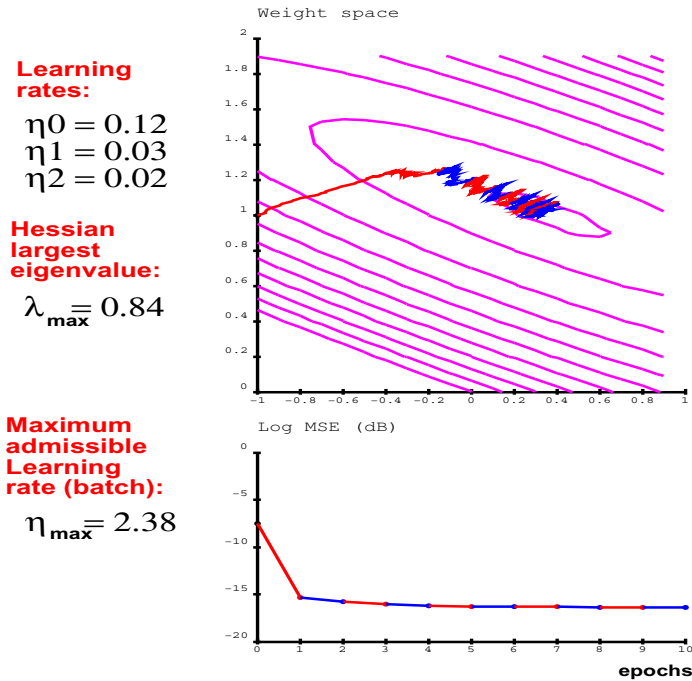 Weight space
Learning
rates:
η0 = 0.12
η1 = 0.03
η2 = 0.02
Hessian
largest
eigenvalue:
λmax= 0.84
2
1.8
1.6
1.4
1.2
1
0.8
0.6
0.4
0.2
0
-1 -0.8 -0.6 -0.4 -0.2 0 0.2 0.4 0.6 0.8 1
Maximum
admissible
Learning
rate (batch):
ηmax= 2.38
Log MSE (dB)
0
-5
-10
-15
-20
0 1 2 3 4 5 6 7 8 9 10
epochs